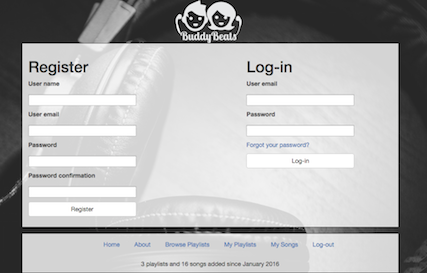 BuddyBeats
Register
User name
User email
Password
Password confirmation
Register
Log-in
User email
Password
Forgot your password?
Log-in
Home About Browse Playlists My Playlists My Songs Log-out
3 playlists and 16 songs added since January 2016